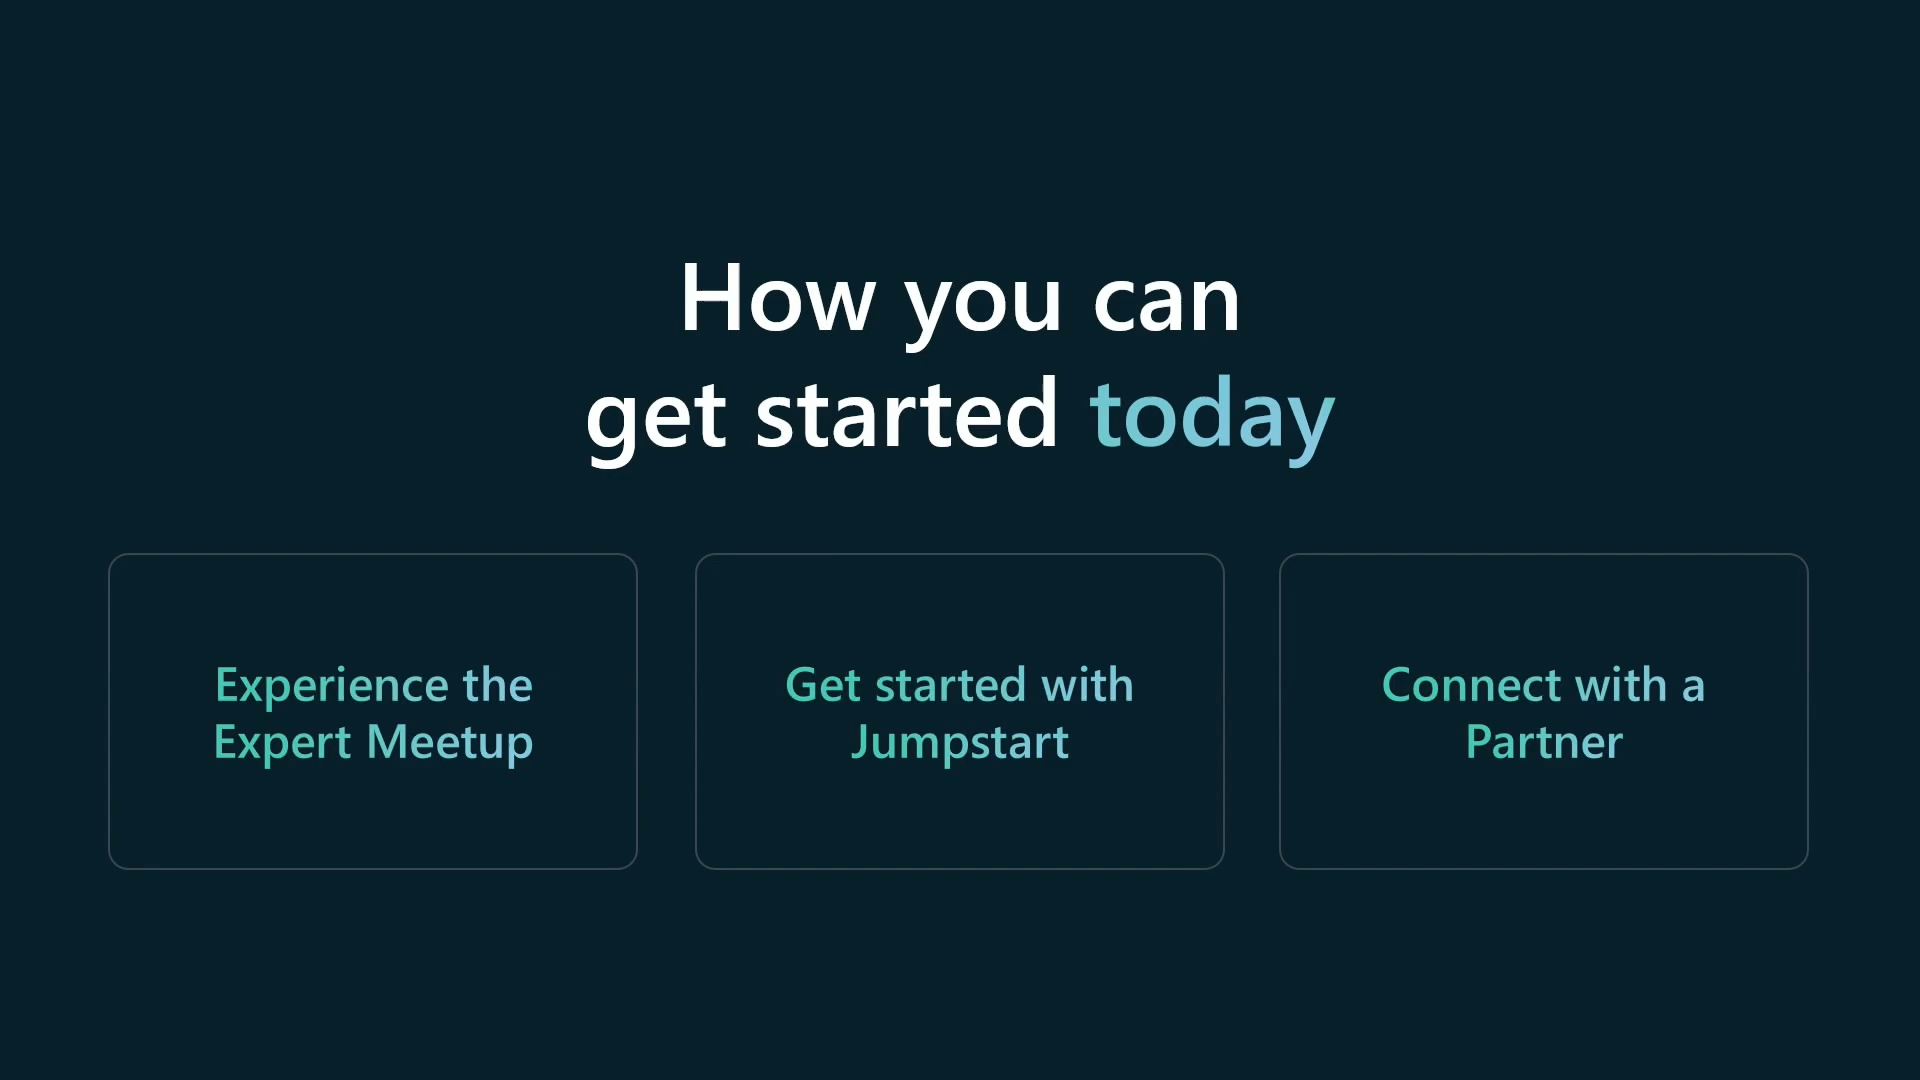 How you can
get started today
Experience the
Expert Meetup
Get started with
Jumpstart
Connect with a
Partner